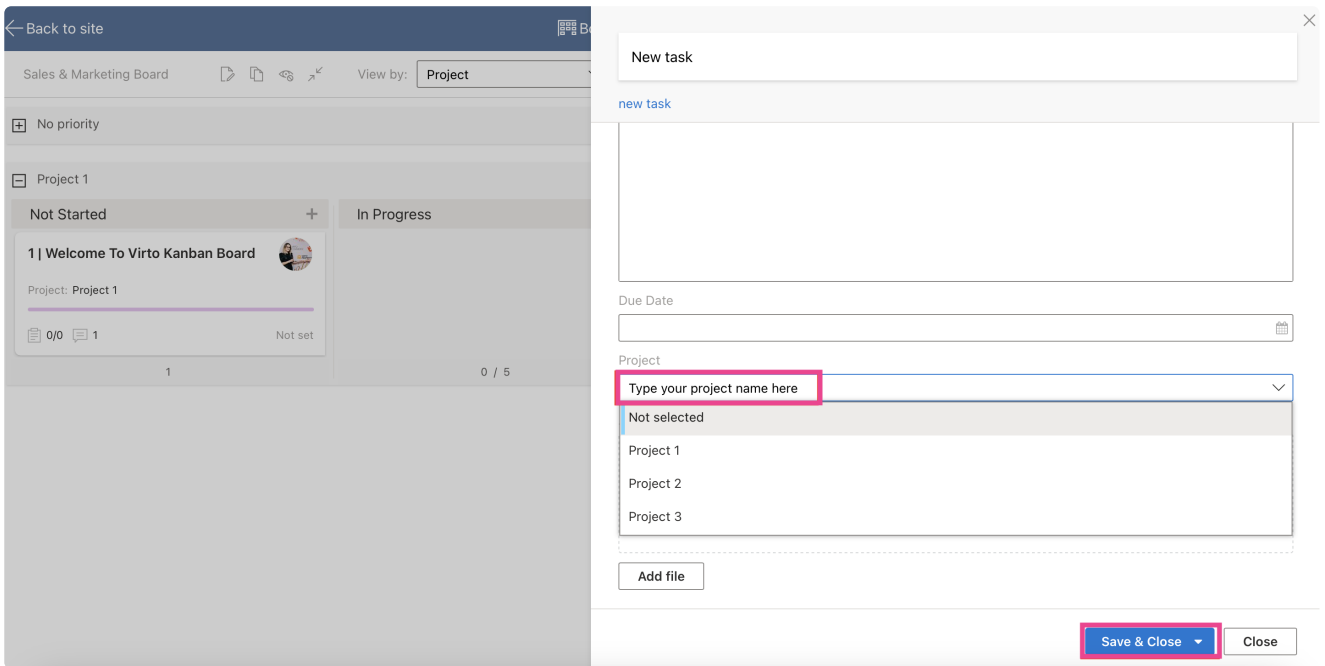 Back to site
Sales & Marketing Board
View by:
Project
No priority
Project 1
Not Started
In Progress
1 | Welcome To Virto Kanban Board
Project: Project 1
0/0
1
Not set
1
0 / 5
New task
new task
Due Date
Project
Type your project name here
Not selected
Project 1
Project 2
Project 3
Add file
Save & Close
Close